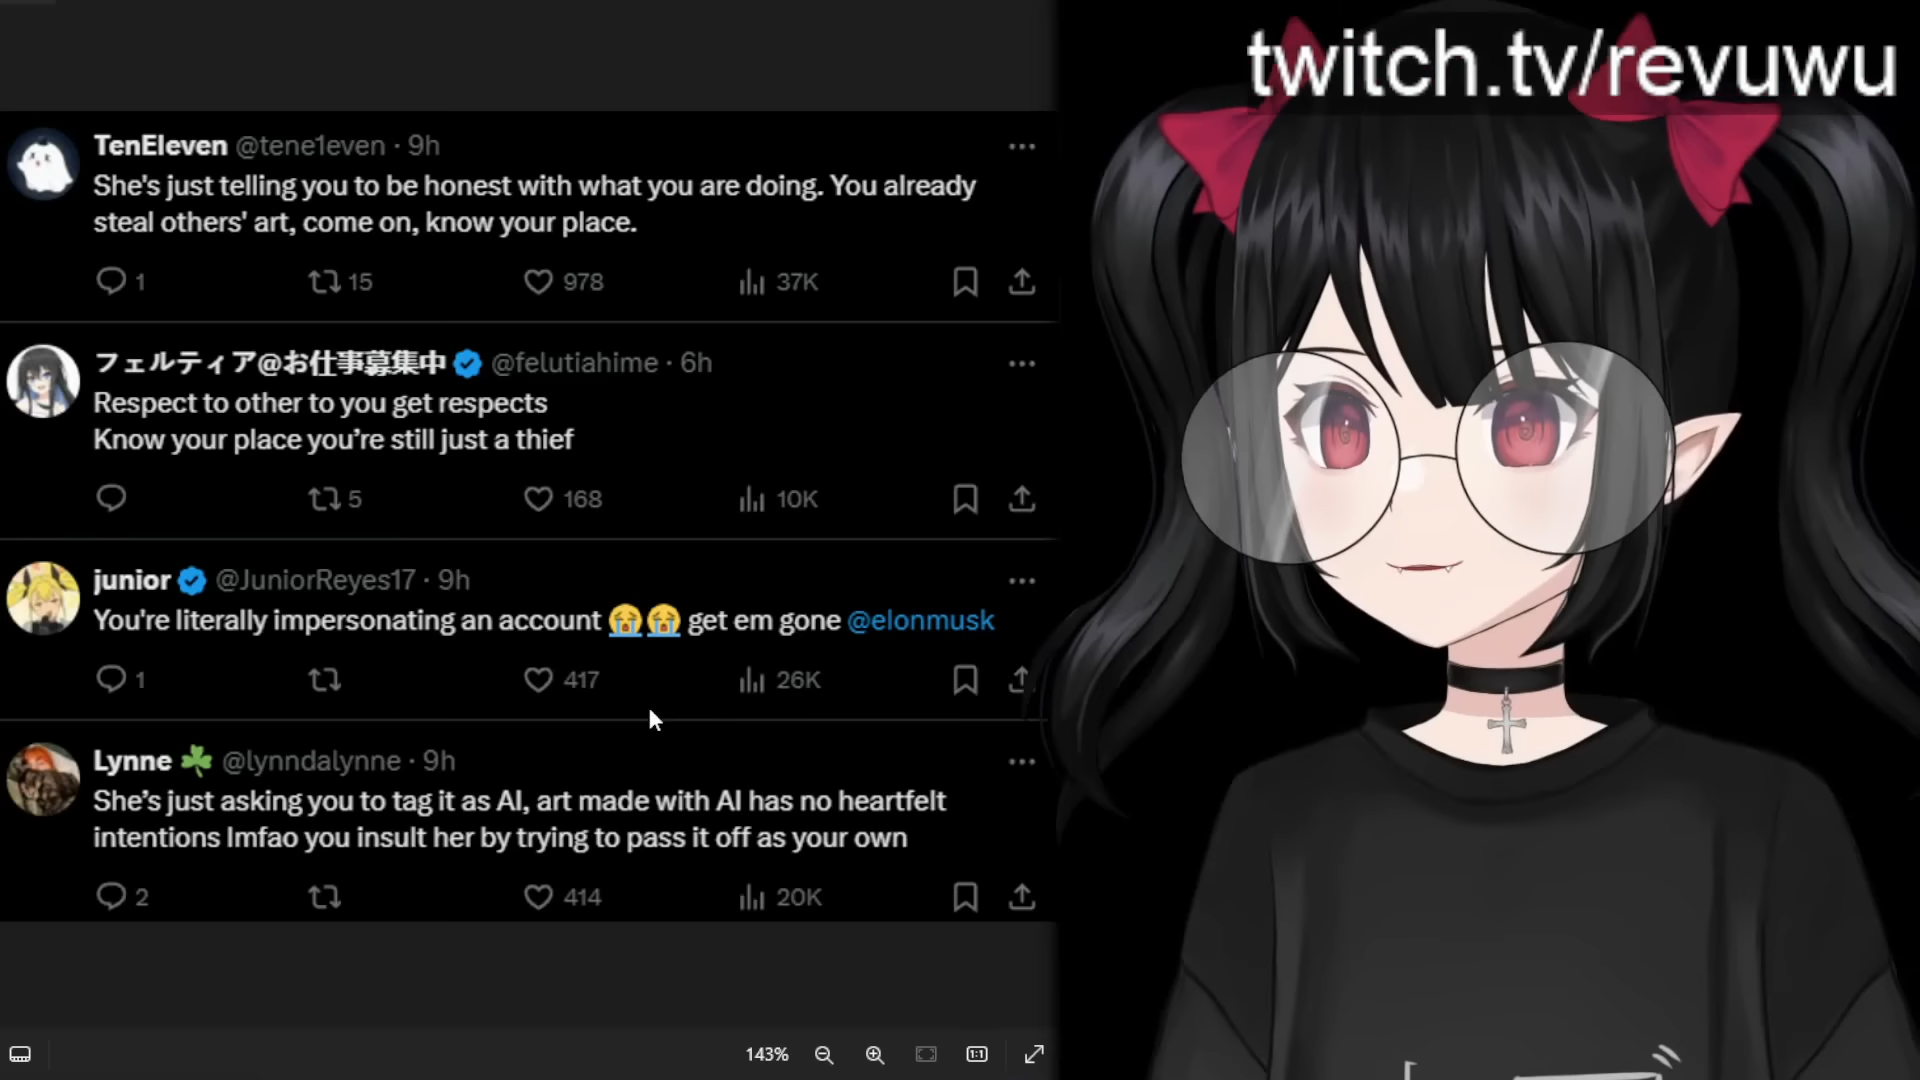 twitch.tv/revuwu
TenEleven @tene1even · 9h
She's just telling you to be honest with what you are doing. You already
steal others' art, come on, know your place.
1 15 978 37K
フェルティア@お仕事募集中 @felutiahime · 6h
Respect to other to you get respects
Know your place you're still just a thief
5 168 10K
junior @JuniorReyes17 · 9h
You're literally impersonating an account 😭😭 get em gone @elonmusk
1 417 26K
Lynne ☘️ @lynndalynne · 9h
She's just asking you to tag it as AI, art made with AI has no heartfelt
intentions lmfao you insult her by trying to pass it off as your own
2 414 20K
143% 1:1